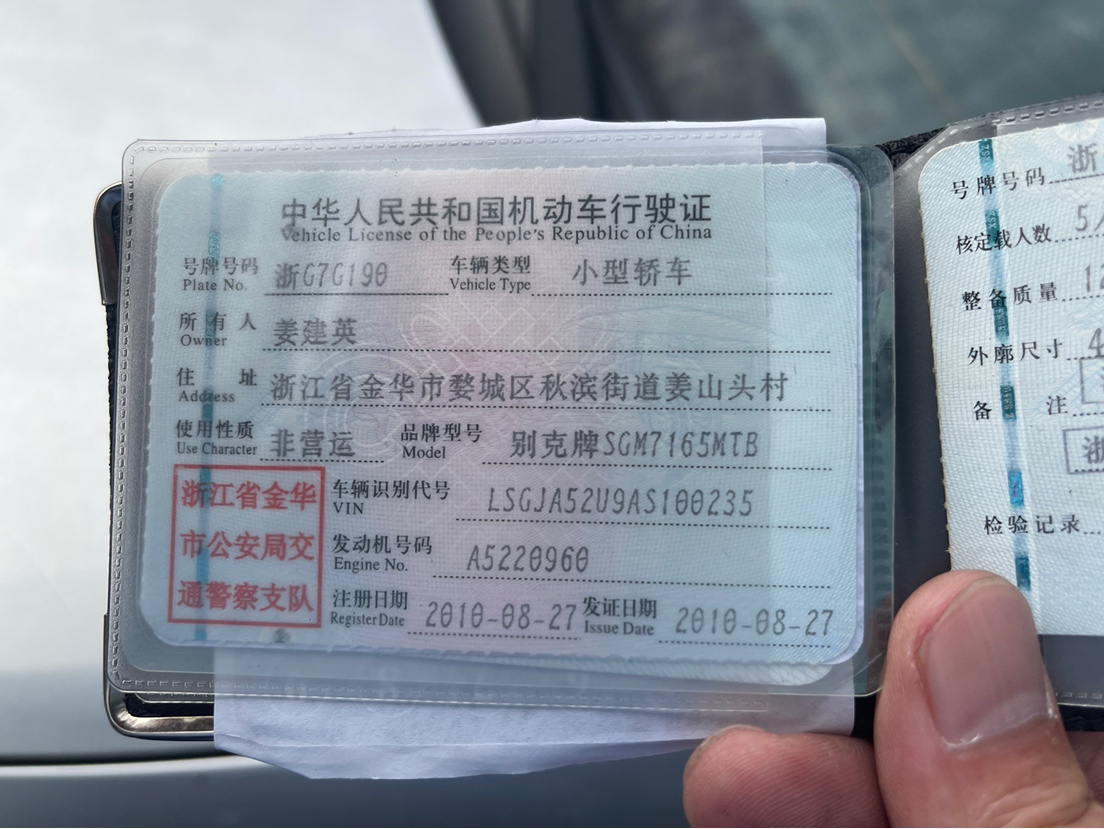 中华人民共和国机动车行驶证
Vehicle License of the People's Republic of China
号牌号码 浙G7G190 车辆类型 小型轿车
Plate No. Vehicle Type
所有人 姜建英
Owner
住址 浙江省金华市婺城区秋滨街道姜山头村
Address
使用性质 非营运 品牌型号 别克牌SGM7165MTB
Use Character Model
浙江省金华
市公安局交
通警察支队
车辆识别代号 LSGJA52U9AS100235
VIN
发动机号码 A5220960
Engine No.
注册日期 2010-08-27 发证日期 2010-08-27
Register Date Issue Date
号牌号码 浙
核定载人数 5
整备质量 12
外廓尺寸 4
备注
浙
检验记录